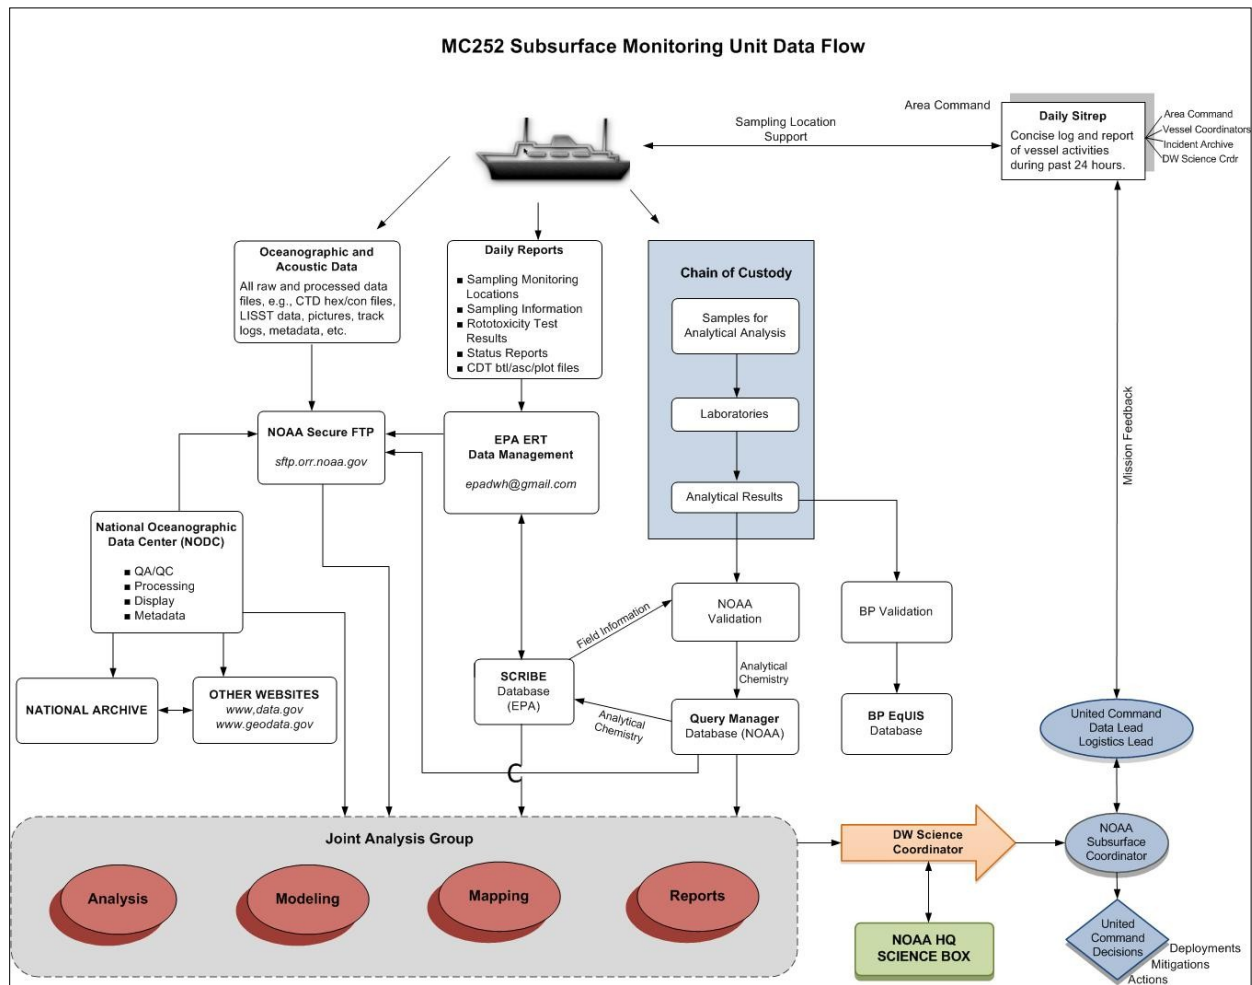 MC252 Subsurface Monitoring Unit Data Flow
Area Command
Sampling Location
Support
Daily Sitrep
Concise log and report
of vessel activities
during past 24 hours.
Area Command
Vessel Coordinators
Incident Archive
DW Science Crdr
Oceanographic and
Acoustic Data
All raw and processed data
files, e.g., CTD hex/con files,
LISST data, pictures, track
logs, metadata, etc.
Daily Reports
■ Sampling Monitoring
Locations
■ Sampling Information
■ Rototoxicity Test
Results
■ Status Reports
■ CDT btl/asc/plot files
Chain of Custody
Samples for
Analytical Analysis
Laboratories
Analytical Results
NOAA Secure FTP
sftp.orr.noaa.gov
EPA ERT
Data Management
epadwh@gmail.com
Mission Feedback
National Oceanographic
Data Center (NODC)
■ QA/QC
■ Processing
■ Display
■ Metadata
NOAA
Validation
BP Validation
Field Information
Analytical
Chemistry
NATIONAL ARCHIVE
OTHER WEBSITES
www,data.gov
www.geodata.gov
SCRIBE
Database
(EPA)
Analytical
Chemistry
Query Manager
Database (NOAA)
BP EqUIS
Database
United Command
Data Lead
Logistics Lead
Joint Analysis Group
Analysis
Modeling
Mapping
Reports
DW Science
Coordinator
NOAA
Subsurface
Coordinator
NOAA HQ
SCIENCE BOX
United
Command
Decisions
Deployments
Mitigations
Actions